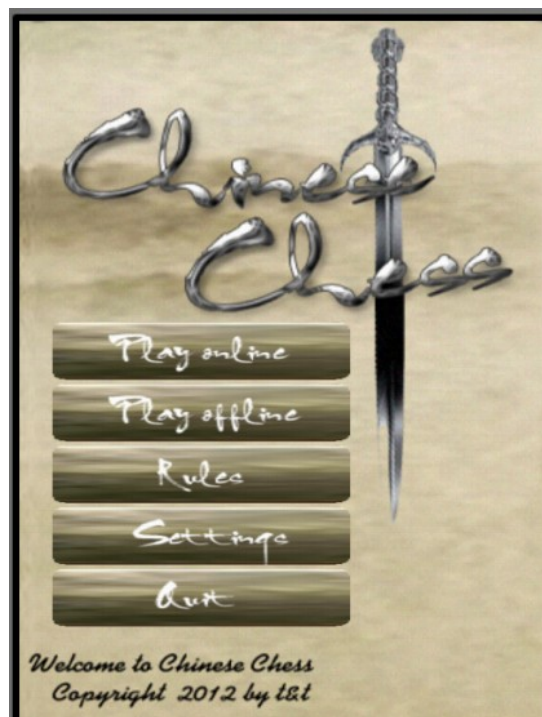 Chinese
Chess
Play online
Play offline
Rules
Settings
Quit
Welcome to Chinese Chess
Copyright 2012 by t&t